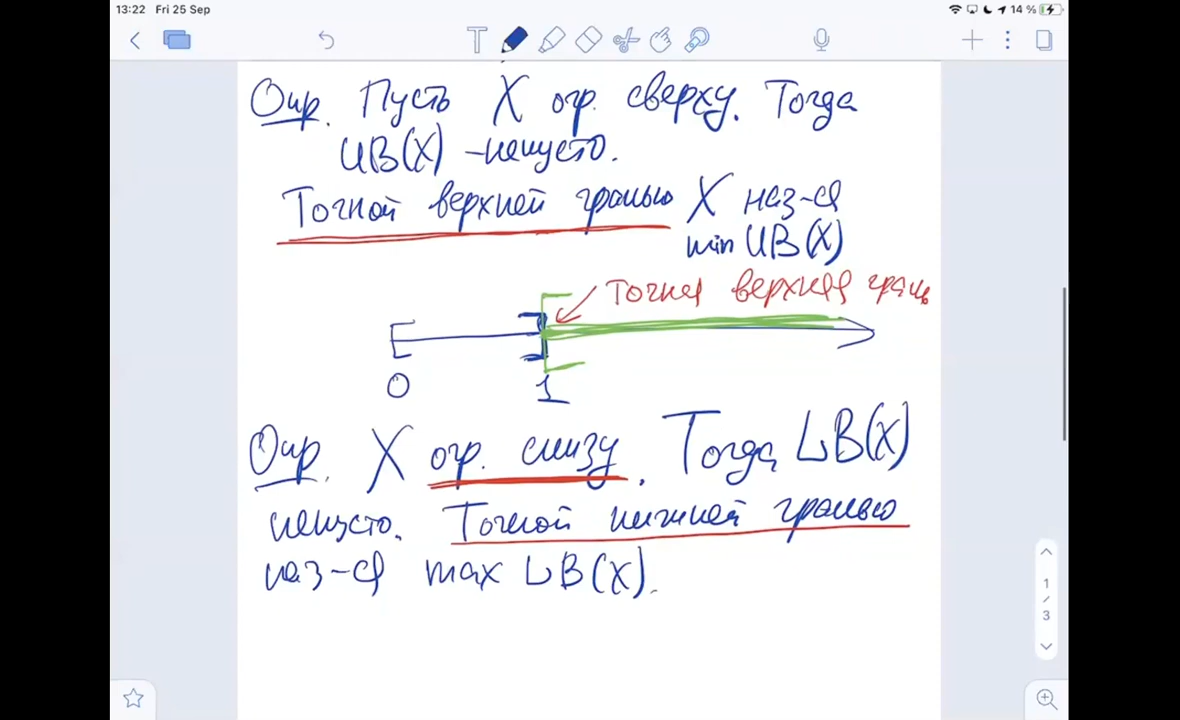 13:22 Fri 25 Sep
14 %
Опр. Пусть X огр. сверху. Тогда
UB(X) – непусто.
Точной верхней гранью X наз-ся
min UB(X)
Точная верхняя грань
0 1
Опр. X огр. снизу. Тогда LB(X)
непусто. Точной нижней гранью
наз-ся max LB(X).
1
/
3